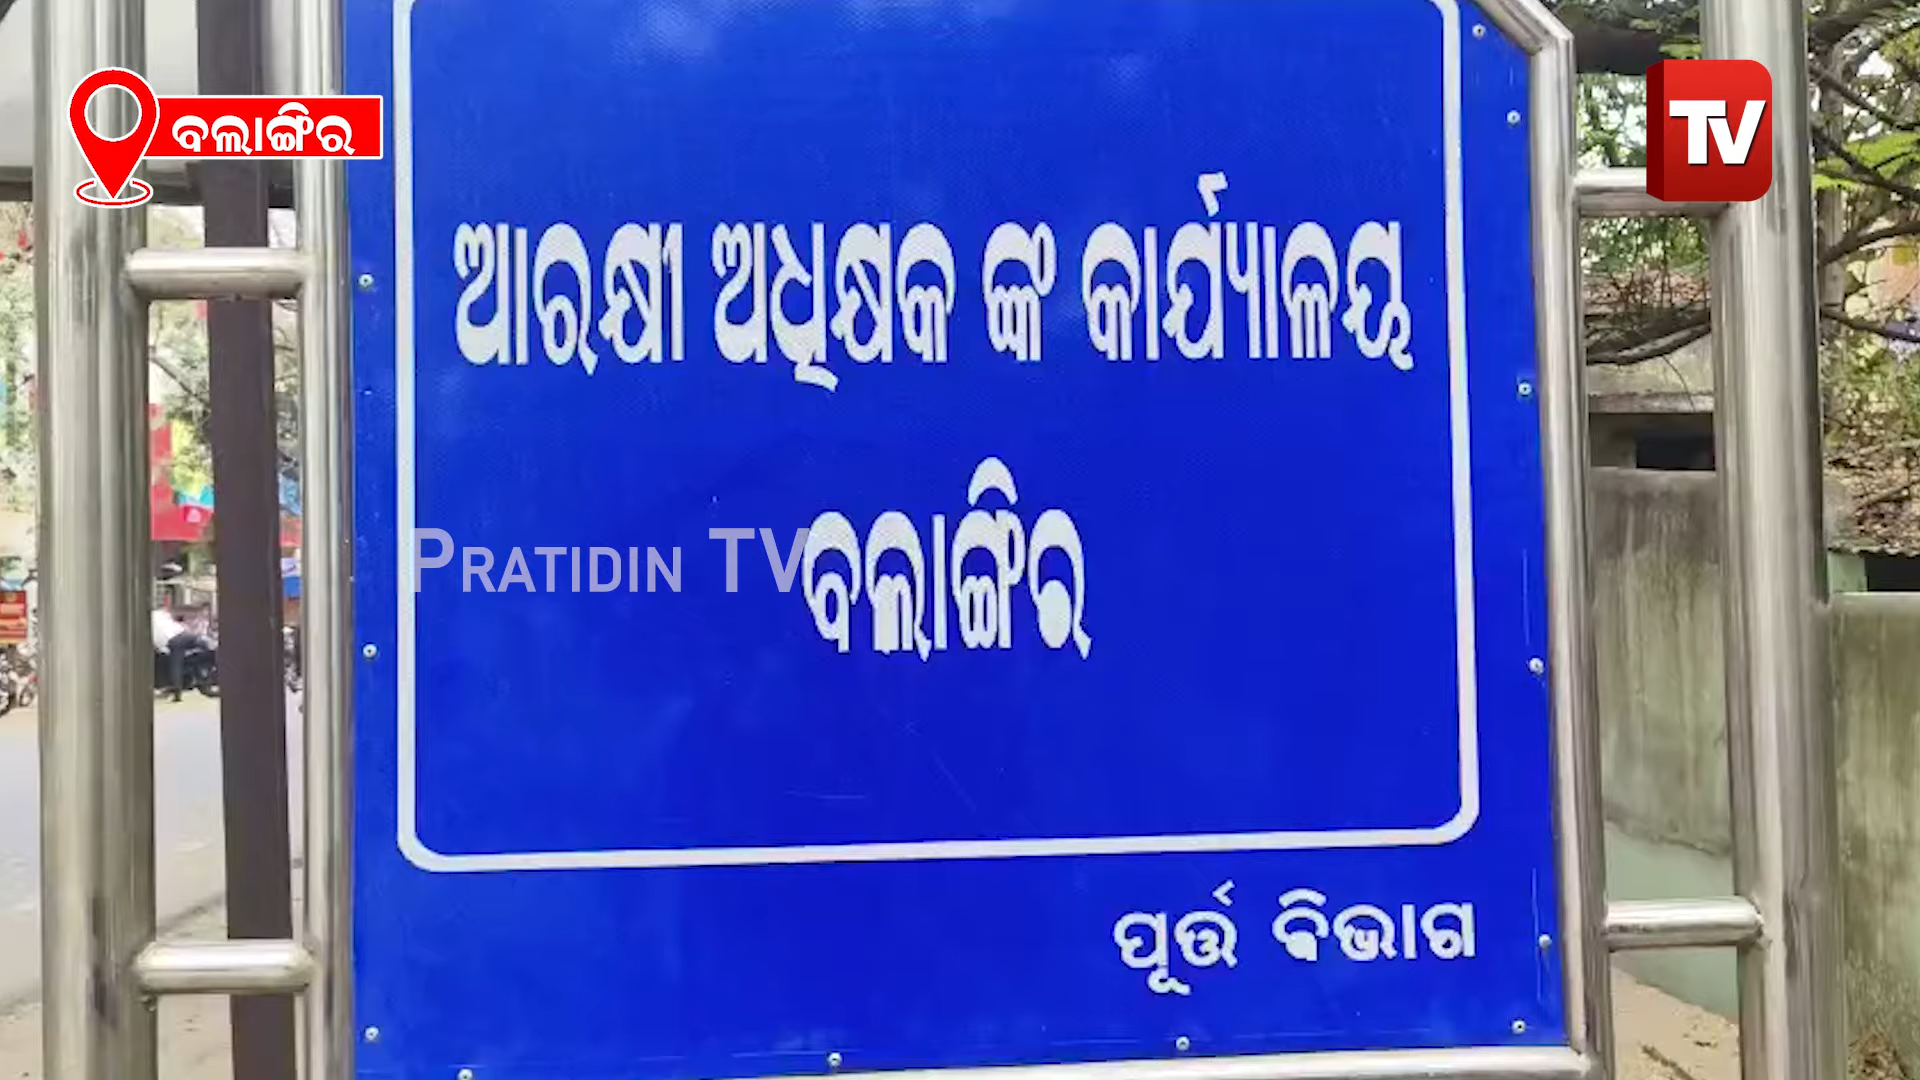 ବଲାଙ୍ଗିର
TV
ଆରକ୍ଷୀ ଅଧିକ୍ଷକ ଙ୍କ କାର୍ଯ୍ୟାଳୟ
PRATIDIN TV
ବଲାଙ୍ଗିର
ପୂର୍ତ୍ତ ବିଭାଗ